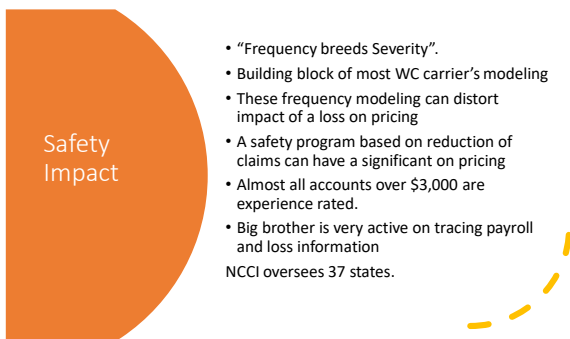 Safety
Impact
• “Frequency breeds Severity”.
• Building block of most WC carrier’s modeling
• These frequency modeling can distort
impact of a loss on pricing
• A safety program based on reduction of
claims can have a significant on pricing
• Almost all accounts over $3,000 are
experience rated.
• Big brother is very active on tracing payroll
and loss information
NCCI oversees 37 states.